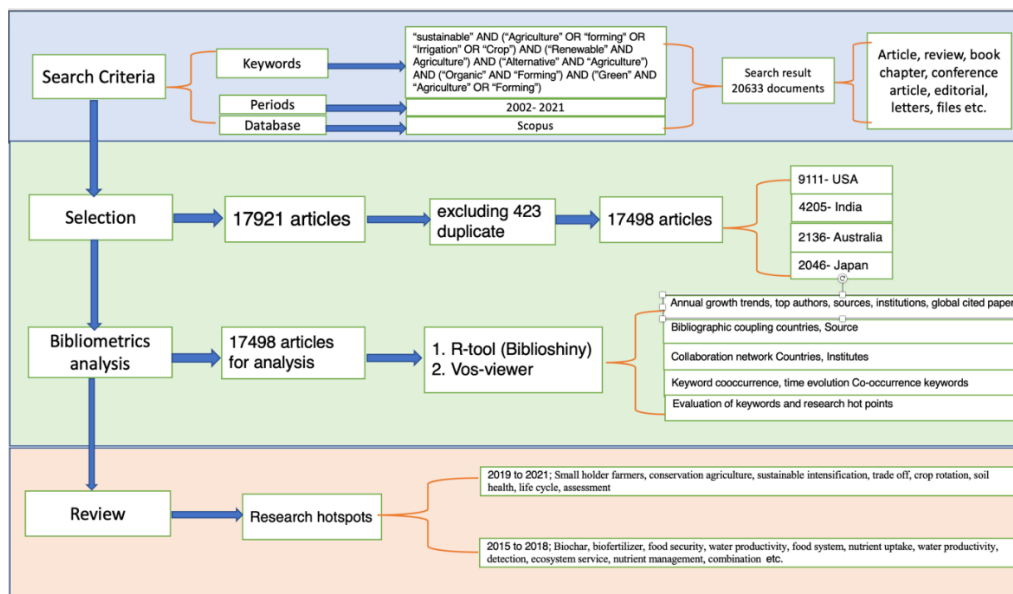 Search Criteria
Keywords
“sustainable” AND (“Agriculture” OR “forming” OR
“Irrigation” OR “Crop”) AND (“Renewable” AND
Agriculture”) AND (“Alternative” AND “Agriculture”)
AND (“Organic” AND “Forming”) AND (”Green” AND
“Agriculture” OR “Forming”)
Periods
2002- 2021
Database
Scopus
Search result
20633 documents
Article, review, book
chapter, conference
article, editorial,
letters, files etc.
Selection
17921 articles
excluding 423
duplicate
17498 articles
9111- USA
4205- India
2136- Australia
2046- Japan
Bibliometrics
analysis
17498 articles
for analysis
1. R-tool (Biblioshiny)
2. Vos-viewer
Annual growth trends, top authors, sources, institutions, global cited paper
Bibliographic coupling countries, Source
Collaboration network Countries, Institutes
Keyword cooccurrence, time evolution Co-occurrence keywords
Evaluation of keywords and research hot points
Review
Research hotspots
2019 to 2021; Small holder farmers, conservation agriculture, sustainable intensification, trade off, crop rotation, soil
health, life cycle, assessment
2015 to 2018; Biochar, biofertilizer, food security, water productivity, food system, nutrient uptake, water productivity,
detection, ecosystem service, nutrient management, combination etc.